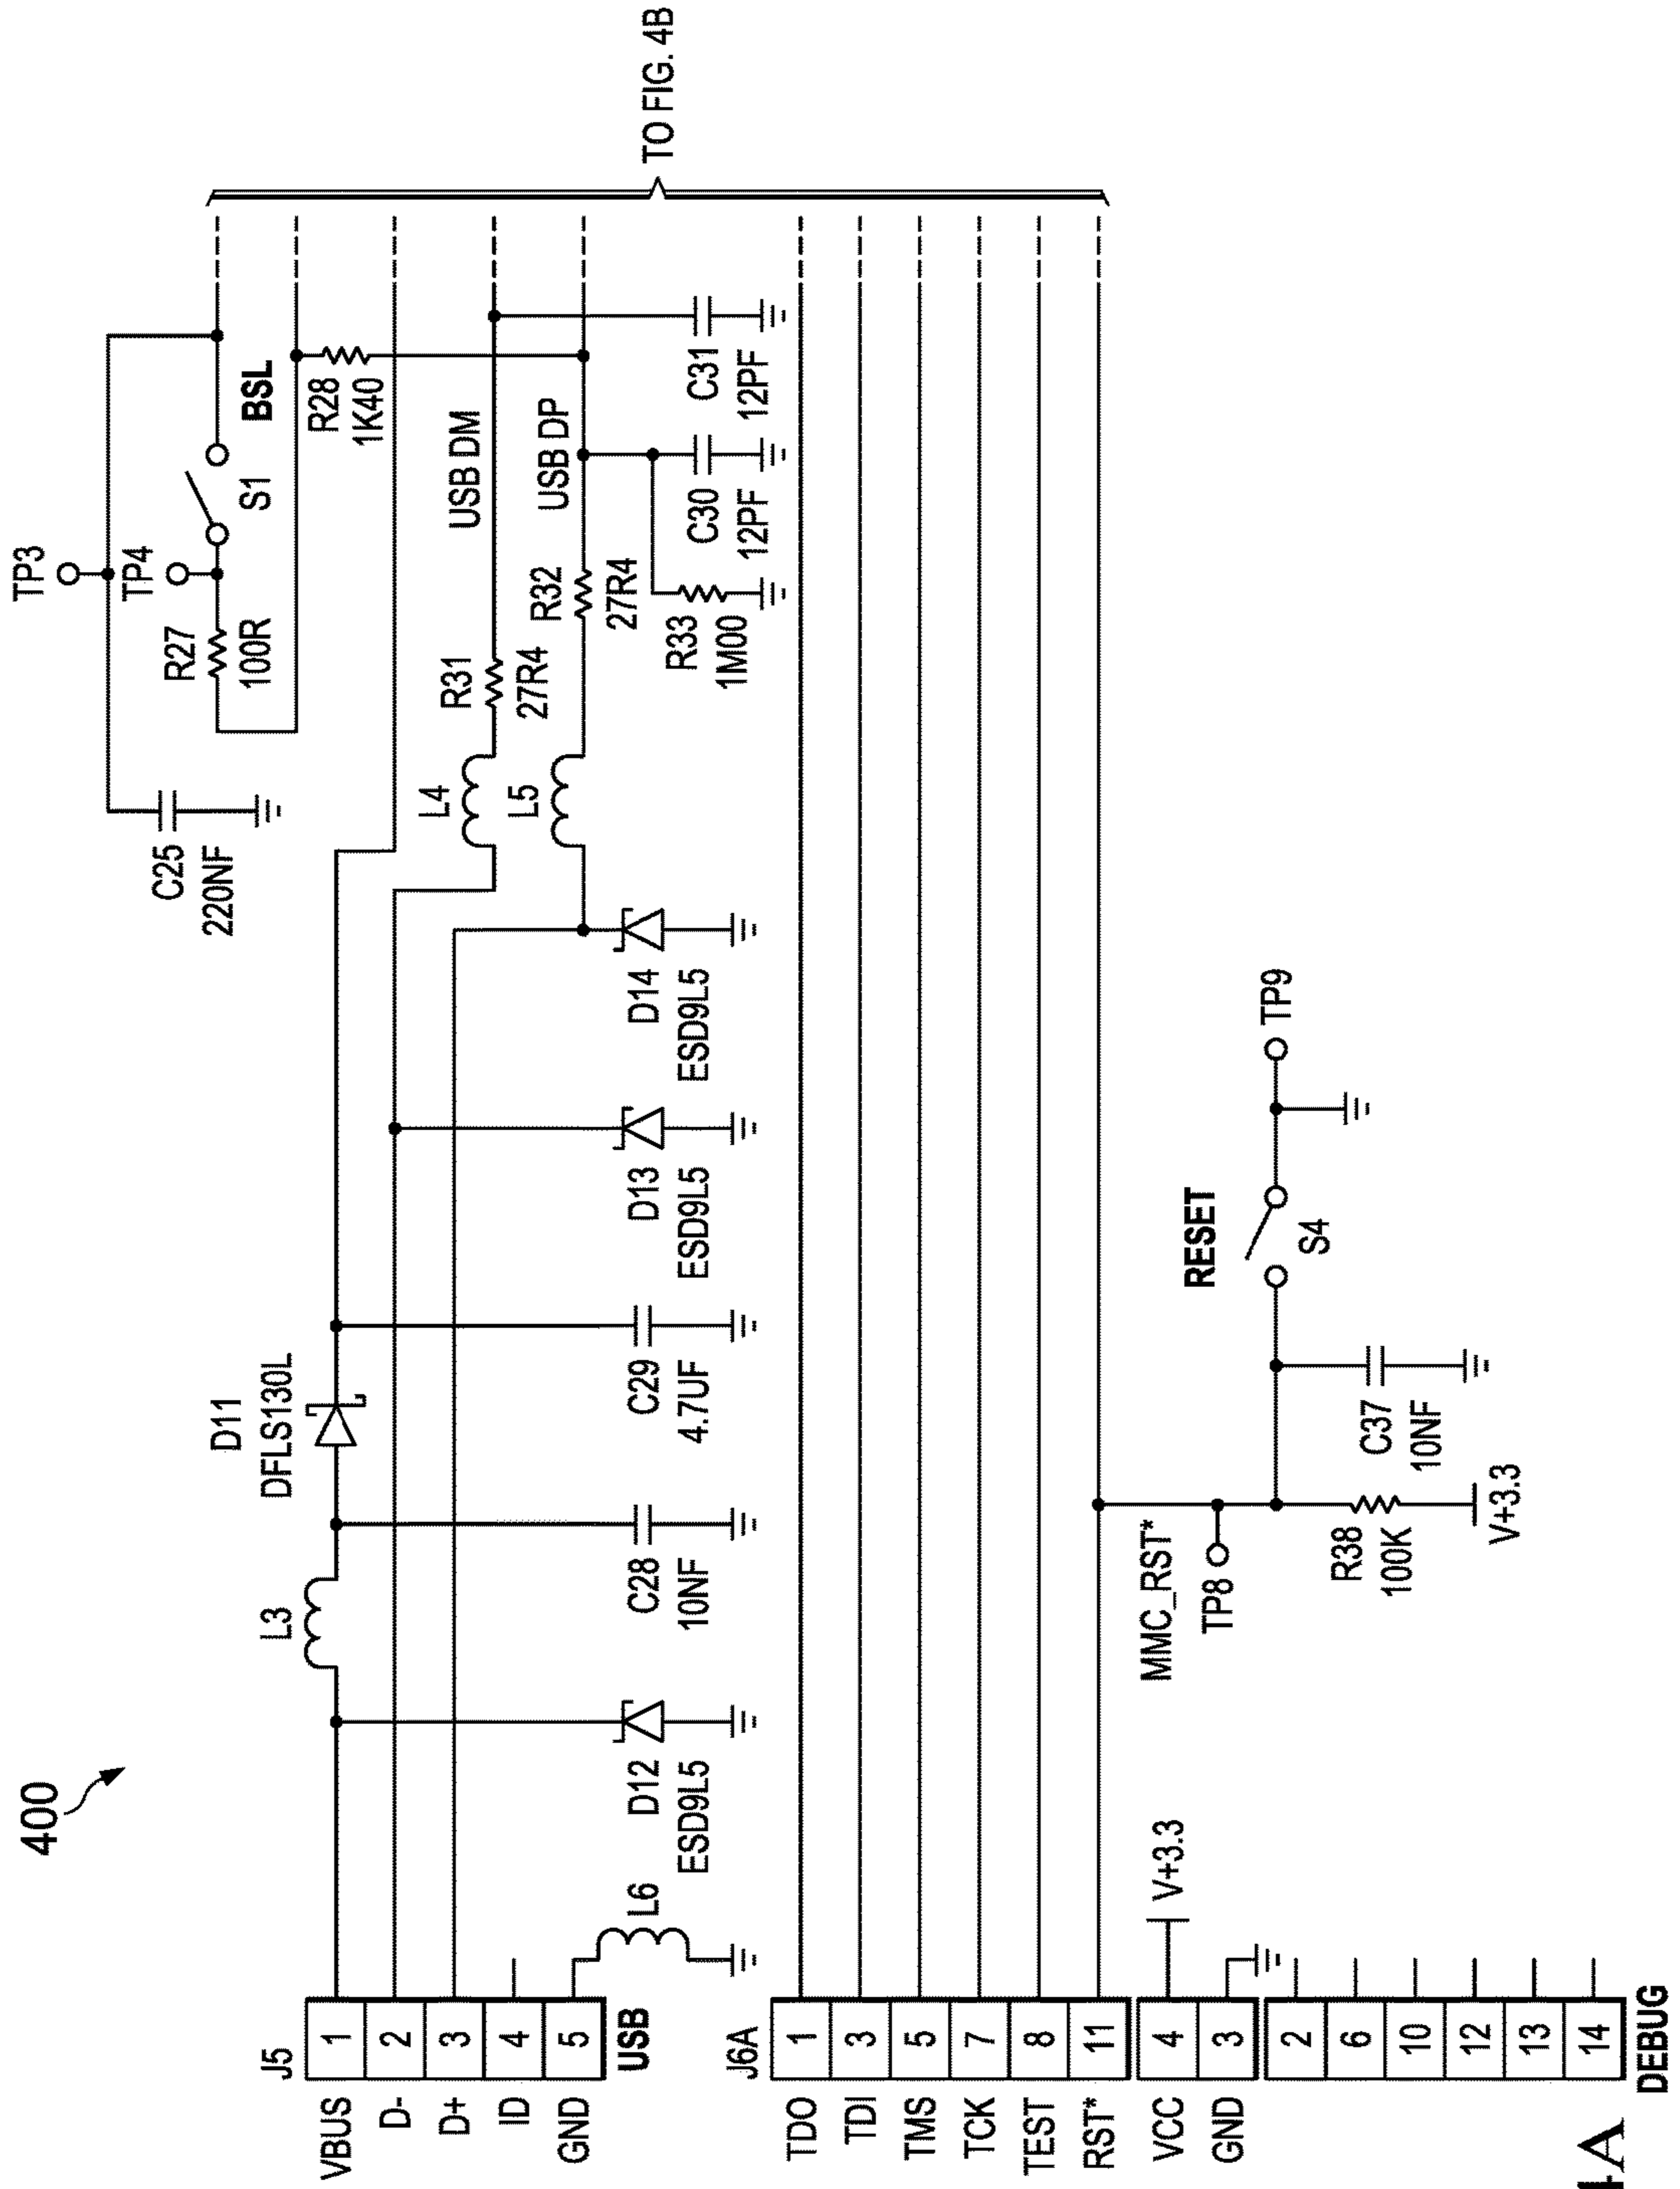 400
TP3
TP4
R27
100R
S1
BSL
C25
220NF
R28
1K40
D11
DFLS130L
L3
L4
L5
R31
27R4
R32
27R4
USB DM
USB DP
R33
1M00
C30
12PF
C31
12PF
TO FIG. 4B
J5
VBUS 1
D- 2
D+ 3
ID 4
GND 5
USB
L6
D12
ESD9L5
C28
10NF
C29
4.7UF
D13
ESD9L5
D14
ESD9L5
J6A
TDO 1
TDI 3
TMS 5
TCK 7
TEST 8
RST* 11
VCC 4
GND 3
2
6
10
12
13
14
DEBUG
V+3.3
MMC_RST*
TP8
R38
100K
V+3.3
C37
10NF
RESET
S4
TP9